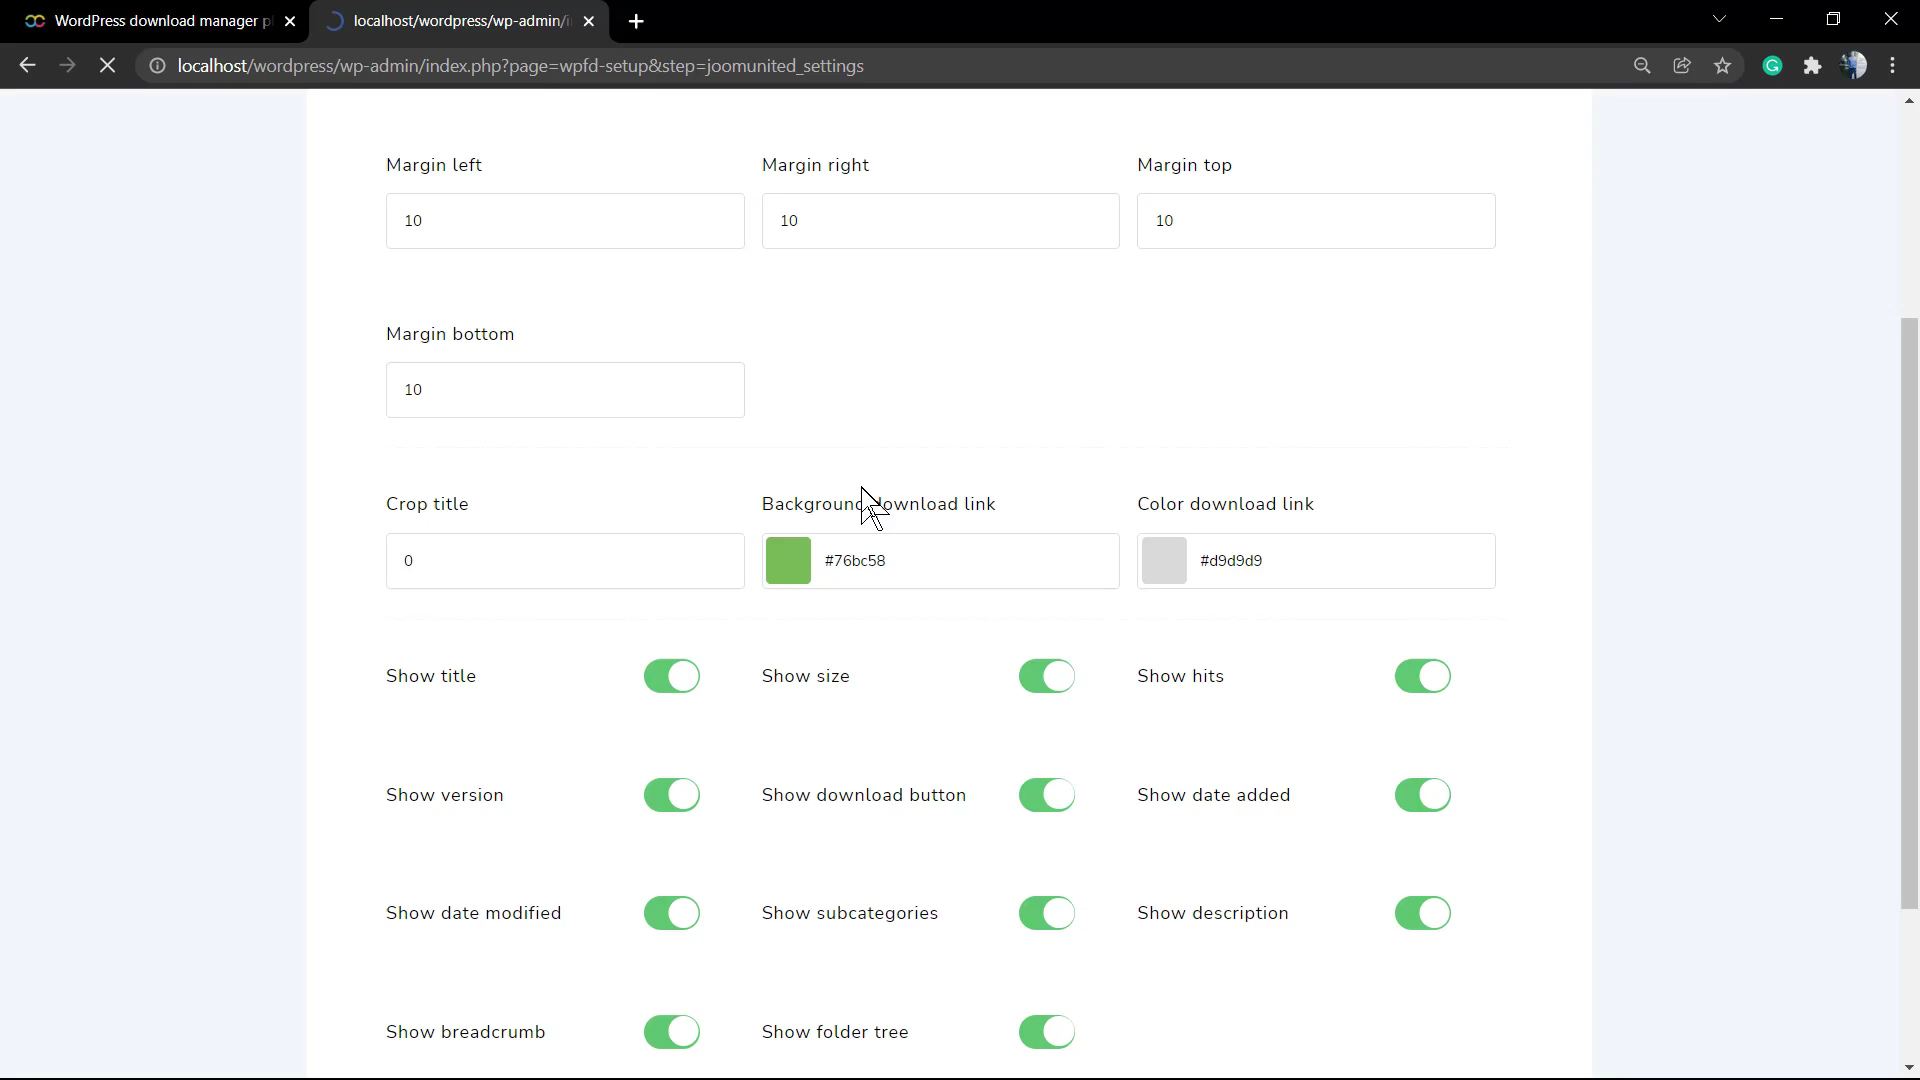 WordPress download manager p
localhost/wordpress/wp-admin/i
localhost/wordpress/wp-admin/index.php?page=wpfd-setup&step=joomunited_settings
Margin left
Margin right
Margin top
10
10
10
Margin bottom
10
Crop title
Background download link
Color download link
0
#76bc58
#d9d9d9
Show title
Show size
Show hits
Show version
Show download button
Show date added
Show date modified
Show subcategories
Show description
Show breadcrumb
Show folder tree